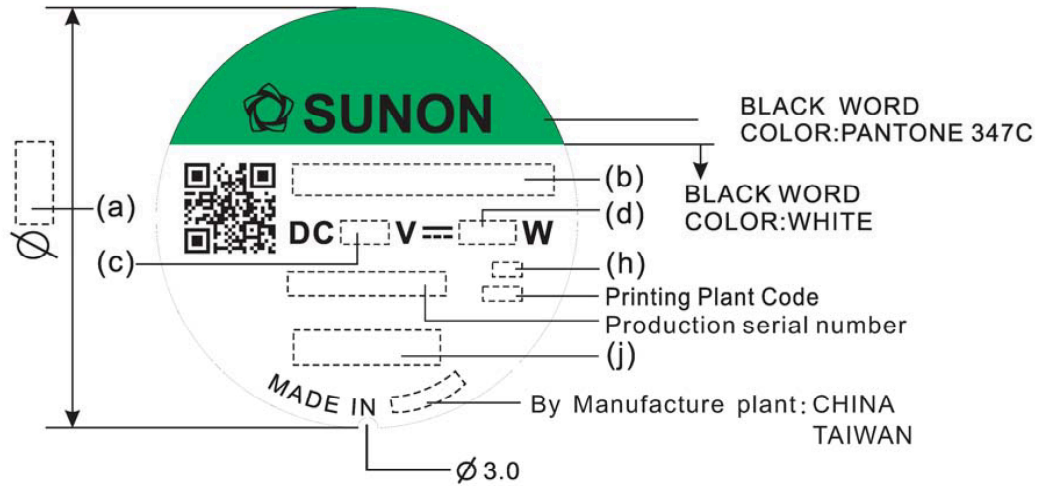 SUNON
BLACK WORD
COLOR:PANTONE 347C
(a)
(b)
BLACK WORD
COLOR:WHITE
Ø
(c)
DC V W
(d)
(h)
Printing Plant Code
Production serial number
(j)
MADE IN
By Manufacture plant: CHINA
TAIWAN
Ø 3.0